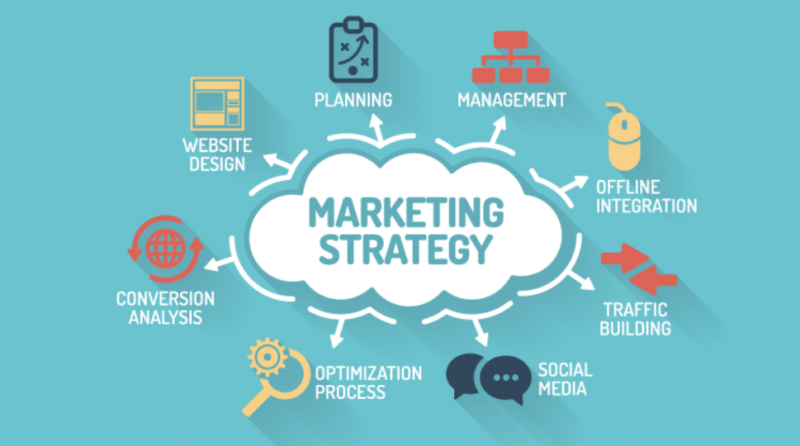 PLANNING
MANAGEMENT
WEBSITE
DESIGN
OFFLINE
INTEGRATION
MARKETING
STRATEGY
CONVERSION
ANALYSIS
TRAFFIC
BUILDING
OPTIMIZATION
PROCESS
SOCIAL
MEDIA